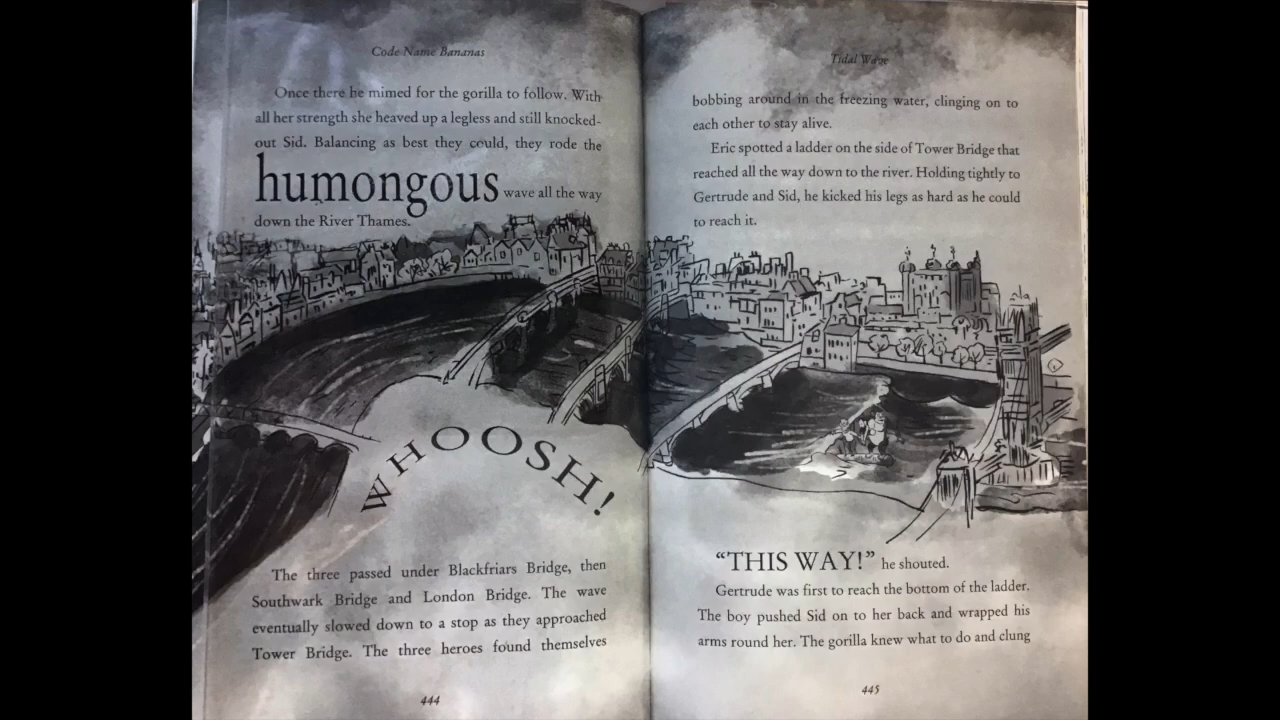 Code Name Bananas
Once there he mimed for the gorilla to follow. With
all her strength she heaved up a legless and still knocked-
out Sid. Balancing as best they could, they rode the
humongous wave all the way
down the River Thames.
WHOOSH!
The three passed under Blackfriars Bridge, then
Southwark Bridge and London Bridge. The wave
eventually slowed down to a stop as they approached
Tower Bridge. The three heroes found themselves
444
Tidal Wave
bobbing around in the freezing water, clinging on to
each other to stay alive.
Eric spotted a ladder on the side of Tower Bridge that
reached all the way down to the river. Holding tightly to
Gertrude and Sid, he kicked his legs as hard as he could
to reach it.
“THIS WAY!” he shouted.
Gertrude was first to reach the bottom of the ladder.
The boy pushed Sid on to her back and wrapped his
arms round her. The gorilla knew what to do and clung
445